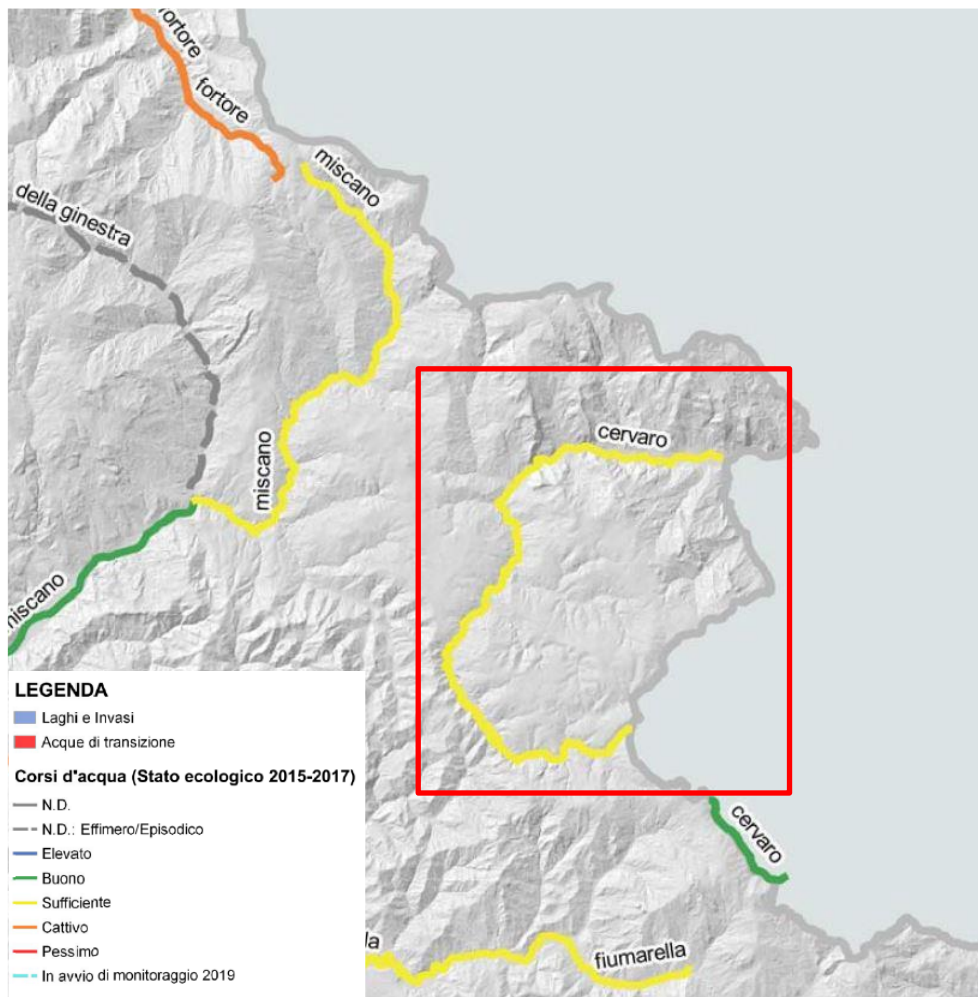 fortore
fortore
miscano
della ginestra
cervaro
miscano
miscano
cervaro
fiumarella
LEGENDA
Laghi e Invasi
Acque di transizione
Corsi d'acqua (Stato ecologico 2015-2017)
N.D.
N.D.: Effimero/Episodico
Elevato
Buono
Sufficiente
Cattivo
Pessimo
In avvio di monitoraggio 2019